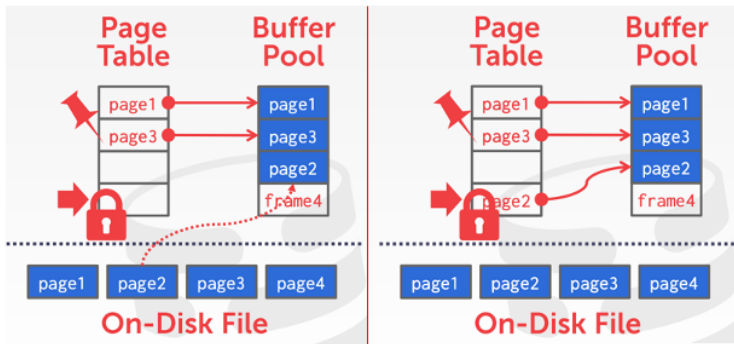 Page
Table
Buffer
Pool
page1
page3
page1
page3
page2
frame4
page1
page2
page3
page4
On-Disk File
Page
Table
Buffer
Pool
page1
page3
page2
page1
page3
page2
frame4
page1
page2
page3
page4
On-Disk File